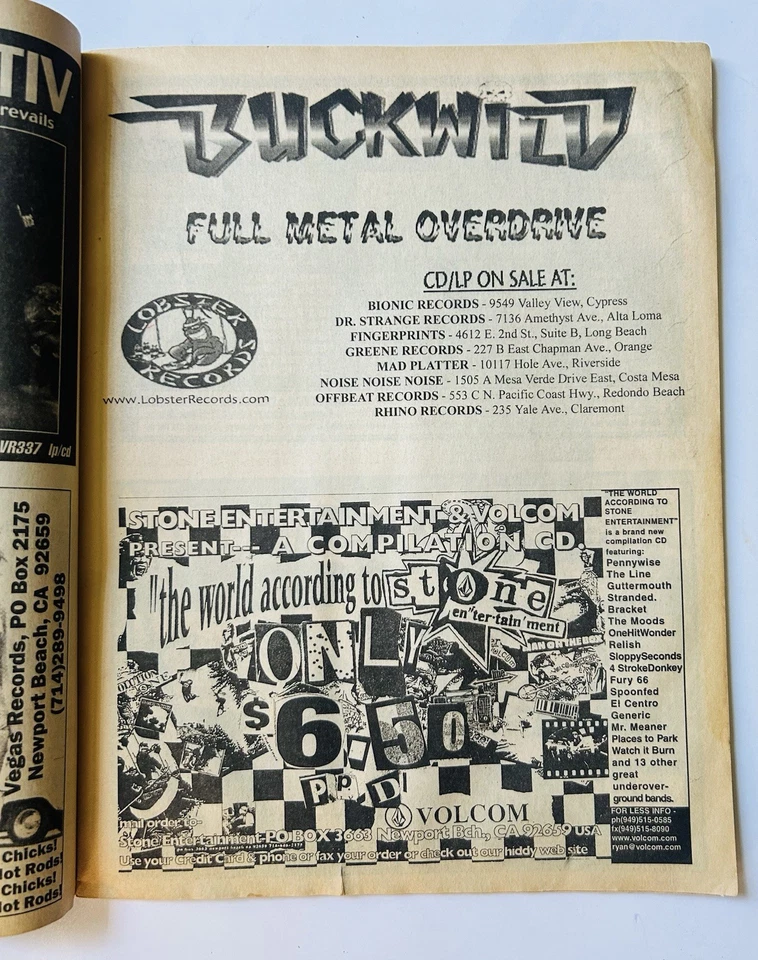 TIV
revails
VR337 lp/cd
Vegas Records, PO Box 2175
Newport Beach, CA 92659
(714)289-9498
Chicks!
Hot Rods!
Chicks!
Hot Rods!
BUCKWILD
FULL METAL OVERDRIVE
CD/LP ON SALE AT:
BIONIC RECORDS - 9549 Valley View, Cypress
DR. STRANGE RECORDS - 7136 Amethyst Ave., Alta Loma
FINGERPRINTS - 4612 E. 2nd St., Suite B, Long Beach
GREENE RECORDS - 227 B East Chapman Ave., Orange
MAD PLATTER - 10117 Hole Ave., Riverside
NOISE NOISE NOISE - 1505 A Mesa Verde Drive East, Costa Mesa
OFFBEAT RECORDS - 553 C N. Pacific Coast Hwy., Redondo Beach
RHINO RECORDS - 235 Yale Ave., Claremont
LOBSTER
RECORDS
www.LobsterRecords.com
STONE ENTERTAINMENT & VOLCOM
PRESENT--- A COMPILATION CD.
"the world according to stone
en"ter·tain'ment
ONLY
MAN ON THE BOX
$6.50
P.P.D
VOLCOM
mail order to-
Stone Entertainment-PO BOX 3663 Newport Bch., CA 92659 USA
Use your Credit Card & phone or fax your order or check out our hiddy web site
"THE WORLD
ACCORDING TO
STONE
ENTERTAINMENT"
is a brand new
compilation CD
featuring:
Pennywise
The Line
Guttermouth
Stranded.
Bracket
The Moods
OneHitWonder
Relish
SloppySeconds
4 StrokeDonkey
Fury 66
Spoonfed
El Centro
Generic
Mr. Meaner
Places to Park
Watch it Burn
and 13 other
great
underover-
ground bands.
FOR LESS INFO -
ph(949)515-0585
fx(949)515-8090
www.volcom.com
ryan@volcom.com